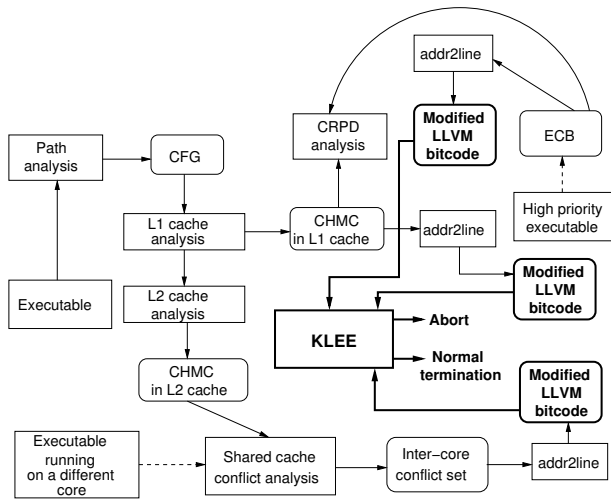 addr2line
CRPD
analysis
Modified
LLVM
bitcode
ECB
Path
analysis
CFG
High priority
executable
L1 cache
analysis
CHMC
in L1 cache
addr2line
Executable
L2 cache
analysis
Modified
LLVM
bitcode
KLEE
Abort
Normal
termination
CHMC
in L2 cache
Modified
LLVM
bitcode
Executable
running
on a different
core
Shared cache
conflict analysis
Inter-core
conflict set
addr2line